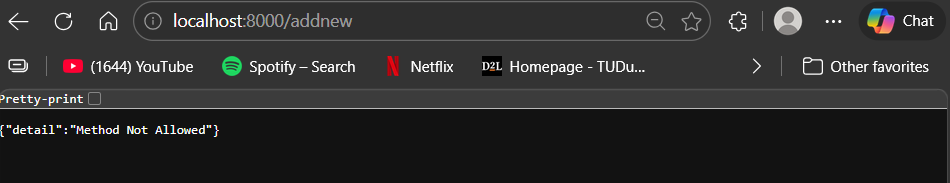 localhost:8000/addnew
Chat
(1644) YouTube
Spotify – Search
Netflix
D2L
Homepage - TUDu...
Other favorites
Pretty-print
{"detail":"Method Not Allowed"}